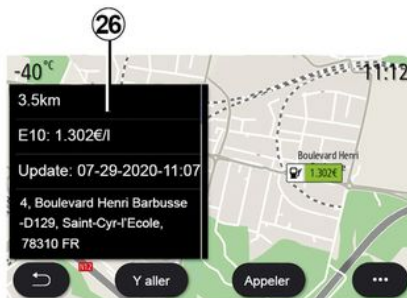 26
-40°C
11:12
3.5km
E10: 1.302€/l
Update: 07-29-2020-11:07
4, Boulevard Henri Barbusse
-D129, Saint-Cyr-l'Ecole,
78310 FR
Boulevard Henri
1.302€
N12
Y aller
Appeler